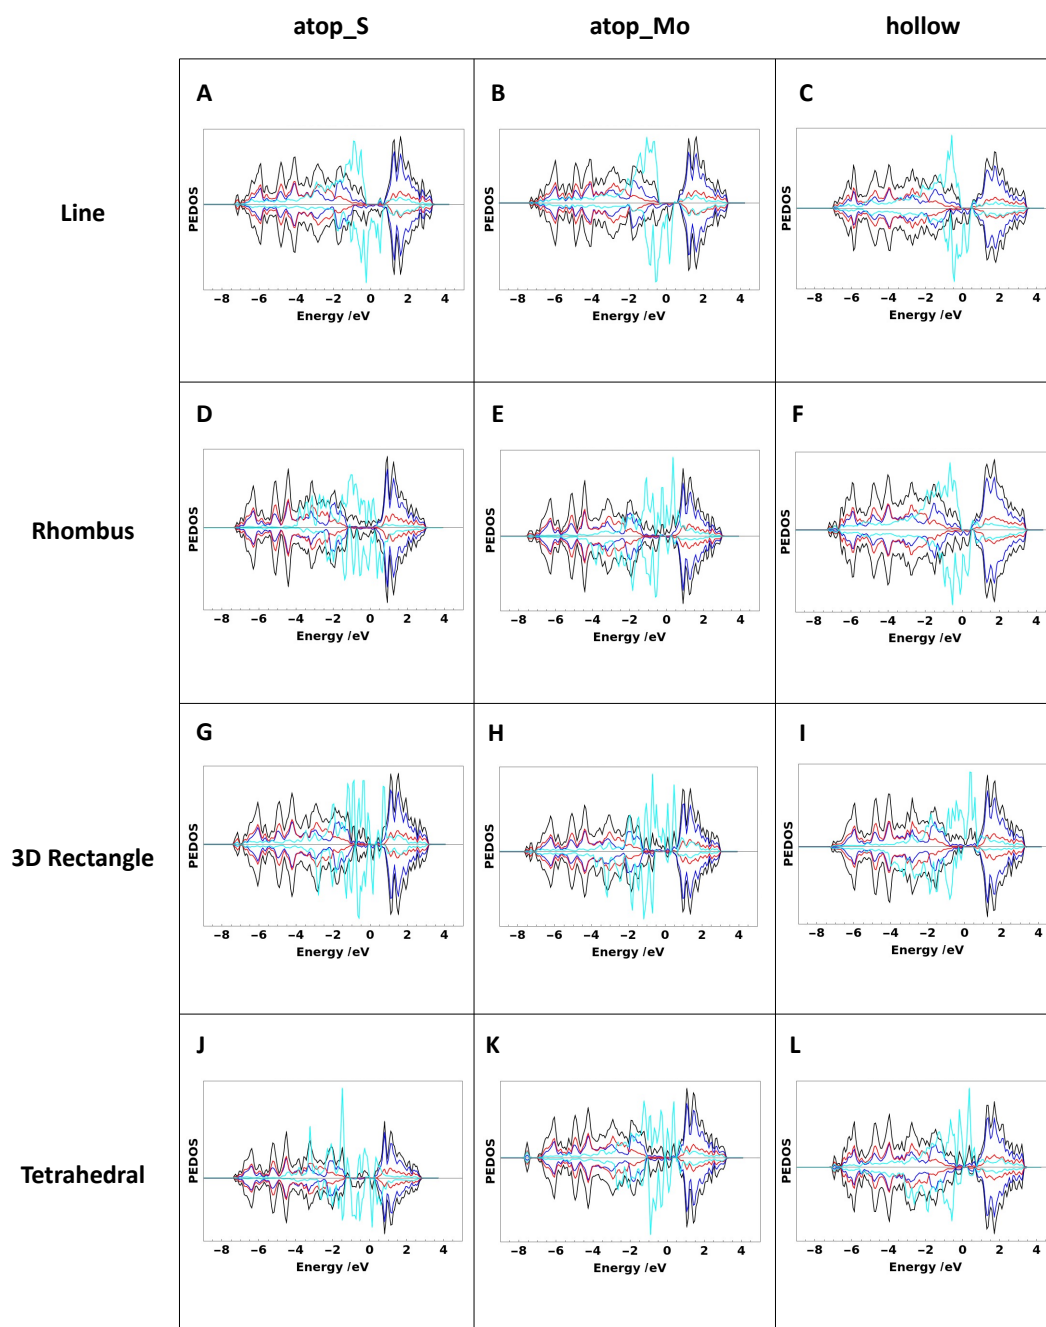 atop_S atop_Mo hollow
Line
A B C
PEDOS PEDOS PEDOS
−8 −6 −4 −2 0 2 4 −8 −6 −4 −2 0 2 4 −8 −6 −4 −2 0 2 4
Energy /eV Energy /eV Energy /eV
Rhombus
D E F
PEDOS PEDOS PEDOS
−8 −6 −4 −2 0 2 4 −8 −6 −4 −2 0 2 4 −8 −6 −4 −2 0 2 4
Energy /eV Energy /eV Energy /eV
3D Rectangle
G H I
PEDOS PEDOS PEDOS
−8 −6 −4 −2 0 2 4 −8 −6 −4 −2 0 2 4 −8 −6 −4 −2 0 2 4
Energy /eV Energy /eV Energy /eV
Tetrahedral
J K L
PEDOS PEDOS PEDOS
−8 −6 −4 −2 0 2 4 −8 −6 −4 −2 0 2 4 −8 −6 −4 −2 0 2 4
Energy /eV Energy /eV Energy /eV